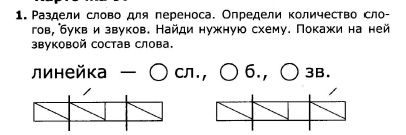 1. Раздели слово для переноса. Определи количество сло-
гов, букв и звуков. Найди нужную схему. Покажи на ней
звуковой состав слова.
линейка — ○ сл., ○ б., ○ зв.